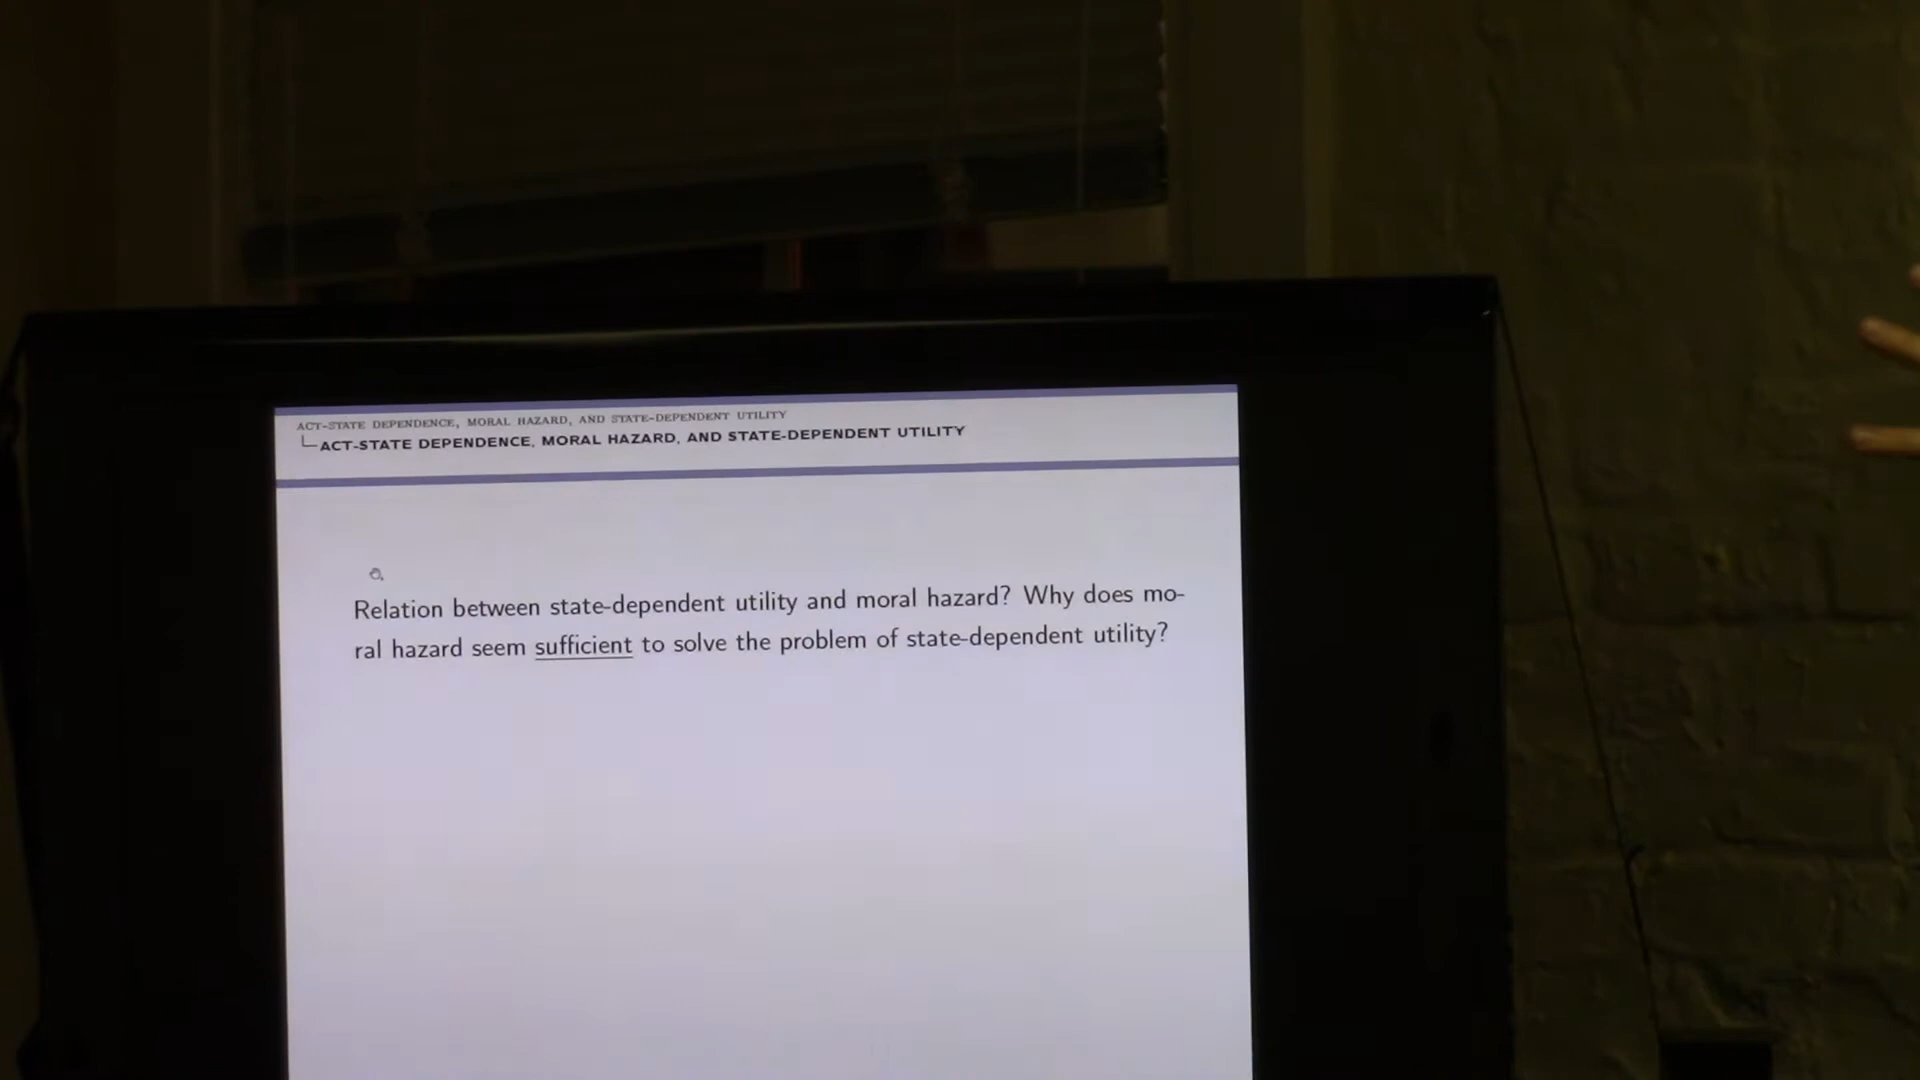 ACT-STATE DEPENDENCE, MORAL HAZARD, AND STATE-DEPENDENT UTILITY
ACT-STATE DEPENDENCE, MORAL HAZARD, AND STATE-DEPENDENT UTILITY
Relation between state-dependent utility and moral hazard? Why does mo-
ral hazard seem sufficient to solve the problem of state-dependent utility?